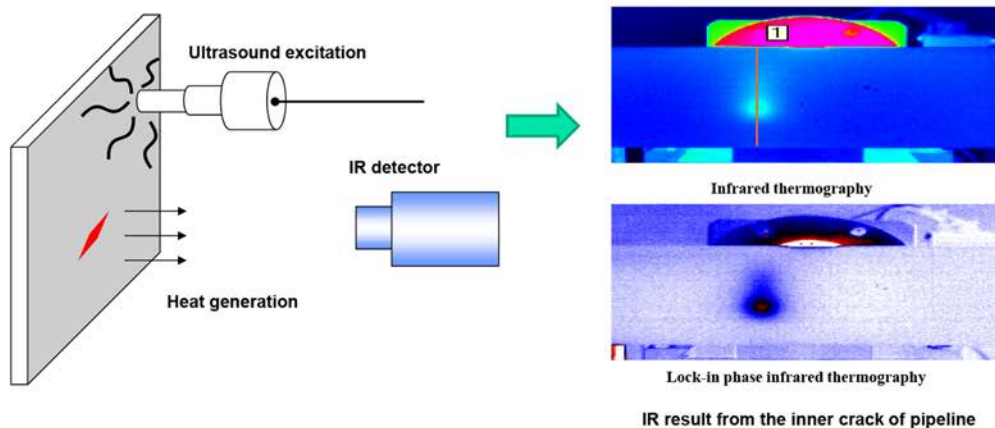 Ultrasound excitation
IR detector
Heat generation
1
Infrared thermography
Lock-in phase infrared thermography
IR result from the inner crack of pipeline